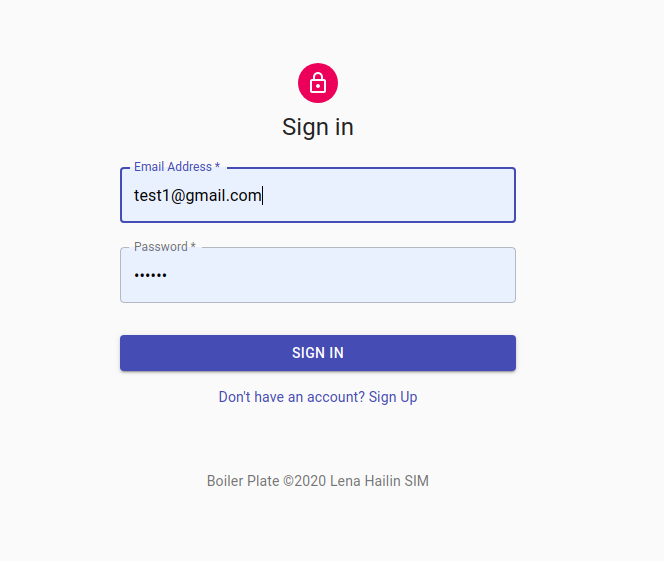 Sign in
Email Address *
test1@gmail.com
Password *
••••••
SIGN IN
Don't have an account? Sign Up
Boiler Plate ©2020 Lena Hailin SIM